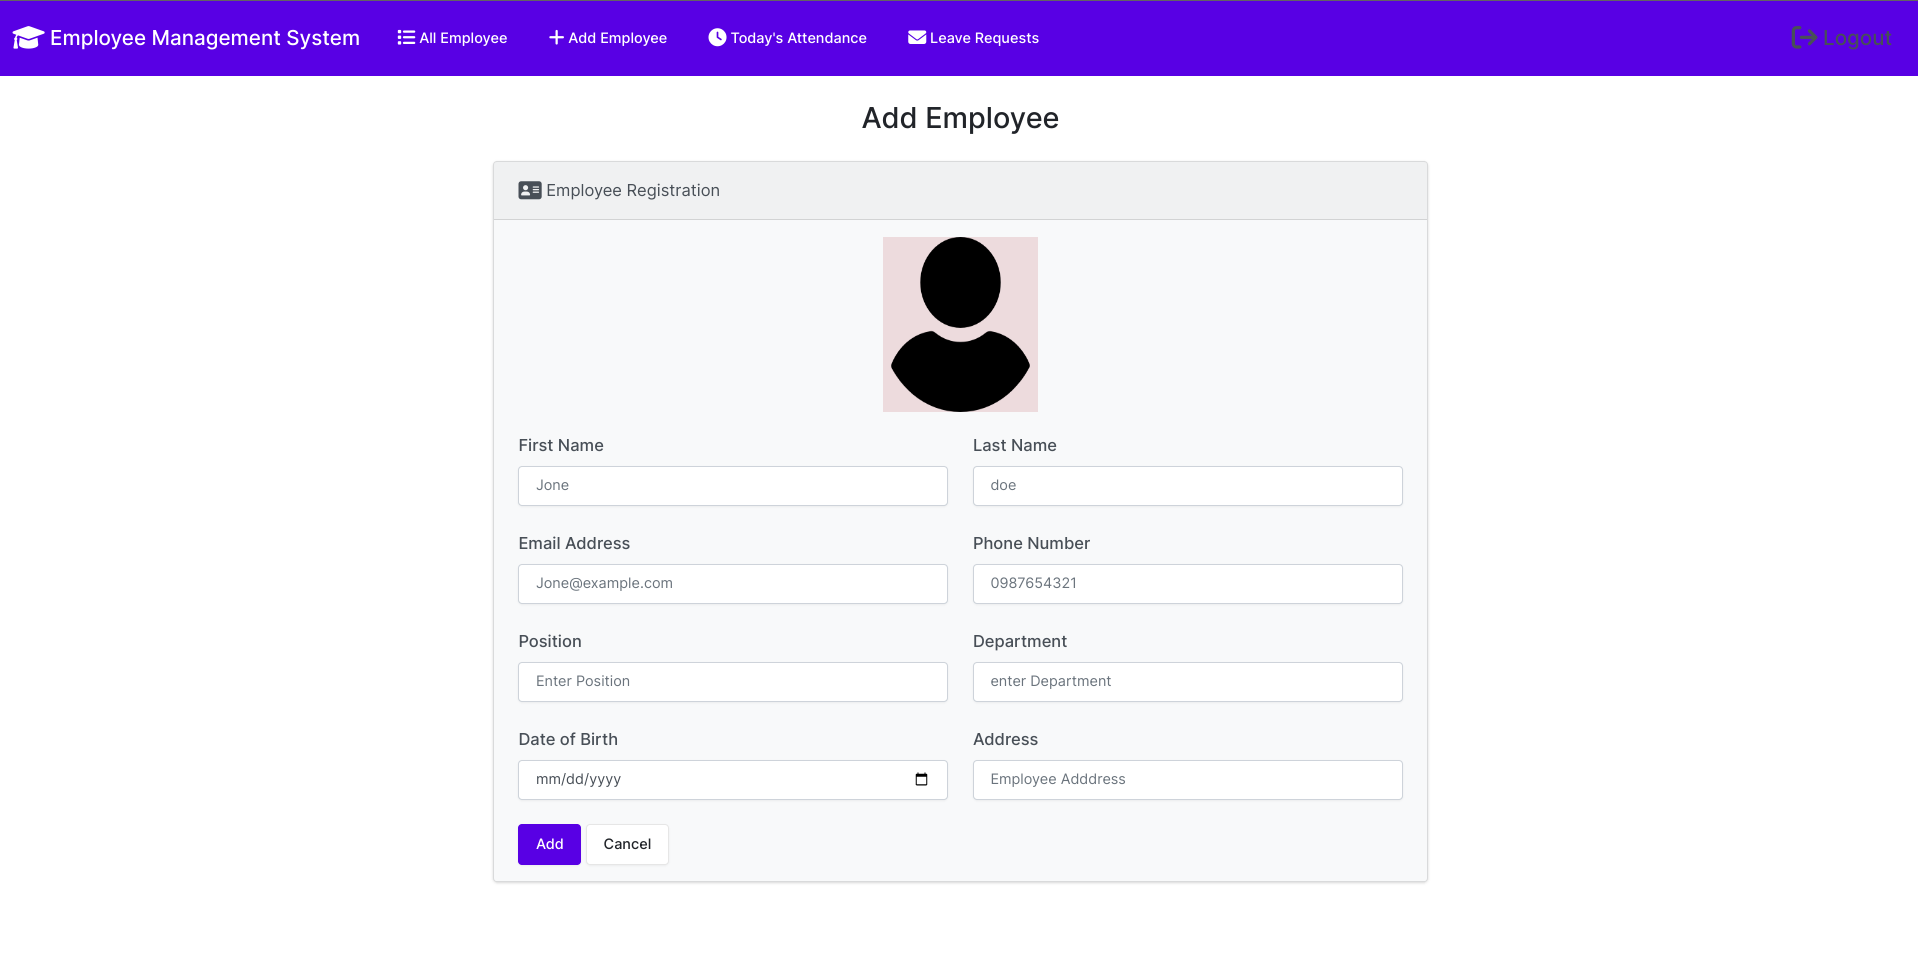 Employee Management System All Employee Add Employee Today's Attendance Leave Requests Logout
Add Employee
Employee Registration
First Name Last Name
Jone doe
Email Address Phone Number
Jone@example.com 0987654321
Position Department
Enter Position enter Department
Date of Birth Address
mm/dd/yyyy Employee Adddress
Add Cancel